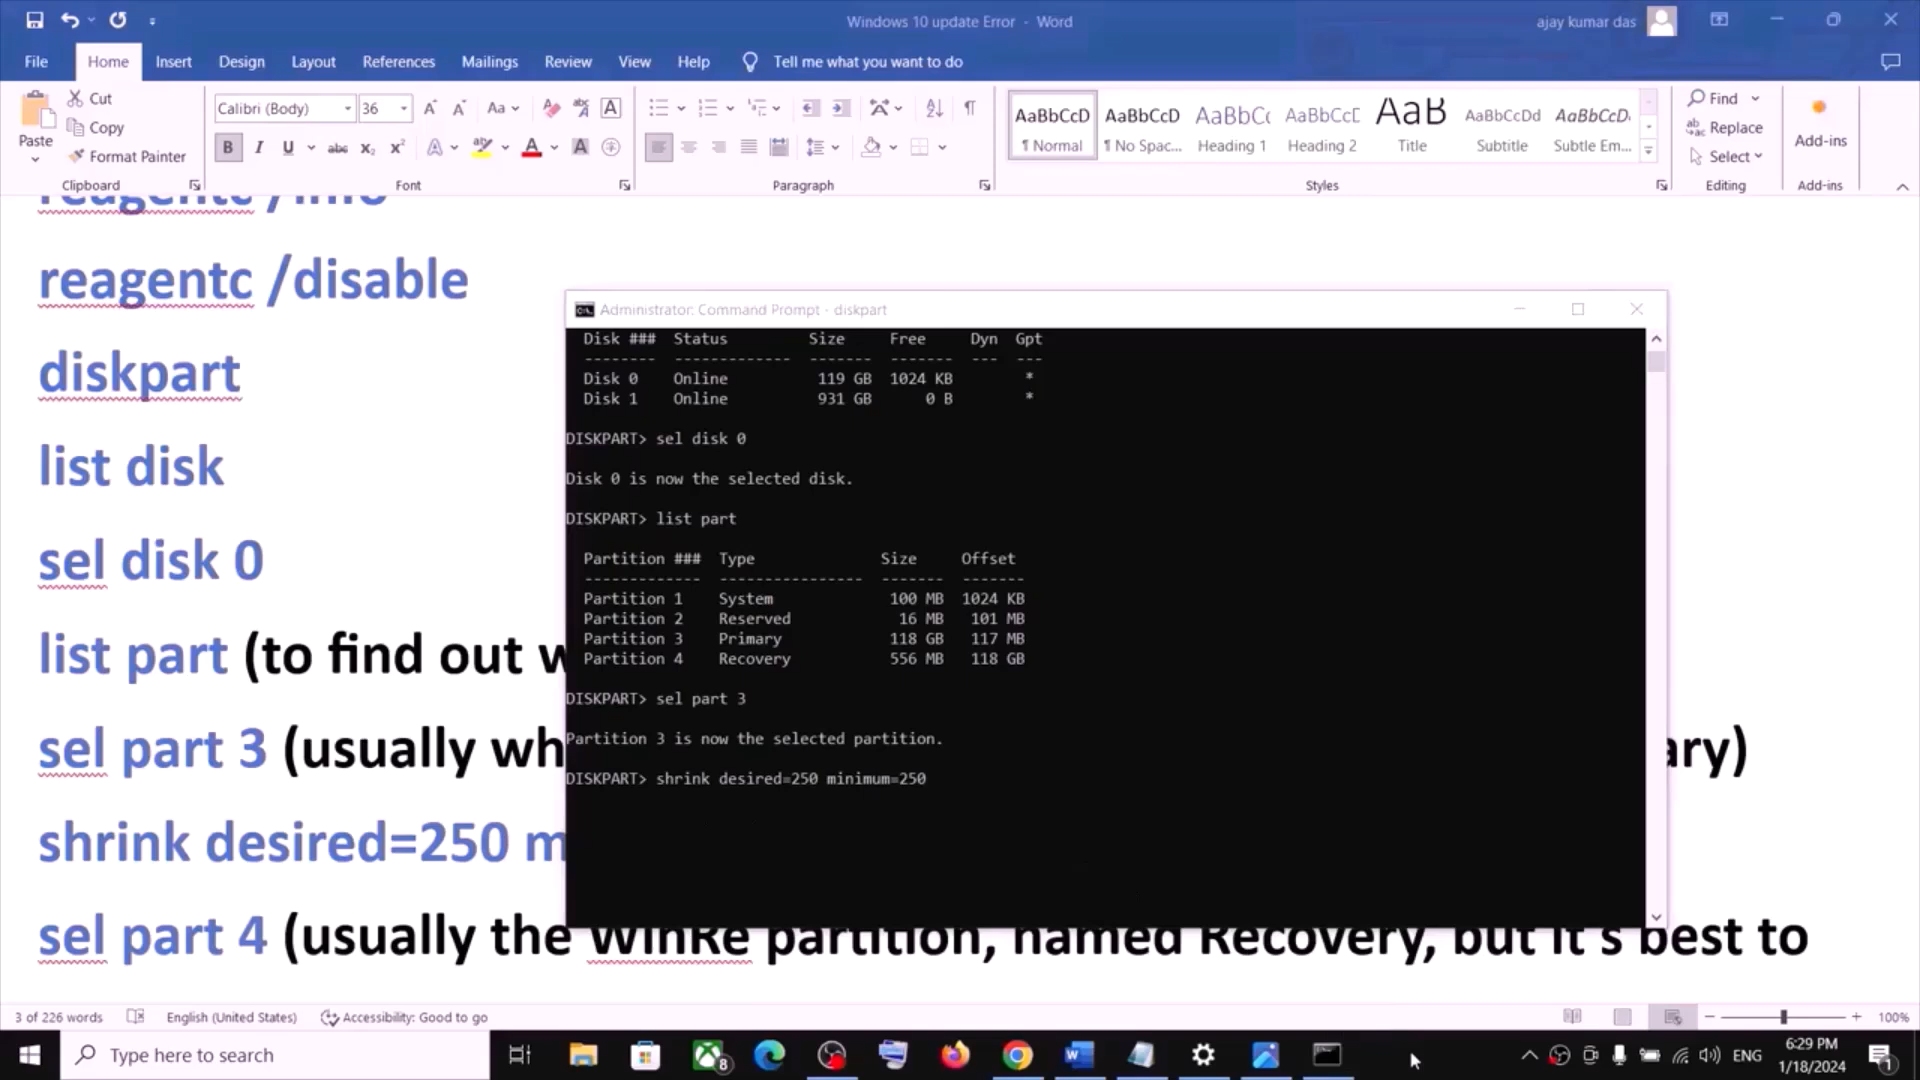 Windows 10 update Error - Word
ajay kumar das
File Home Insert Design Layout References Mailings Review View Help Tell me what you want to do
Paste
Cut
Copy
Format Painter
Clipboard
Calibri (Body) 36
Font
Paragraph
AaBbCcD AaBbCcD AaBbC AaBbCcD AaB AaBbCcDd AaBbCcD
¶ Normal ¶ No Spac... Heading 1 Heading 2 Title Subtitle Subtle Em...
Styles
Find
Replace
Select
Editing
Add-ins
Add-ins
reagentc /info
reagentc /disable
diskpart
list disk
sel disk 0
list part (to find out w
sel part 3 (usually wh
ary)
shrink desired=250 m
sel part 4 (usually the WinRe partition, named Recovery, but it's best to
Administrator: Command Prompt - diskpart
Disk ### Status Size Free Dyn Gpt
-------- ------------- ------- ------- --- ---
Disk 0 Online 119 GB 1024 KB *
Disk 1 Online 931 GB 0 B *
DISKPART> sel disk 0
Disk 0 is now the selected disk.
DISKPART> list part
Partition ### Type Size Offset
------------- ---------------- ------- -------
Partition 1 System 100 MB 1024 KB
Partition 2 Reserved 16 MB 101 MB
Partition 3 Primary 118 GB 117 MB
Partition 4 Recovery 556 MB 118 GB
DISKPART> sel part 3
Partition 3 is now the selected partition.
DISKPART> shrink desired=250 minimum=250
3 of 226 words English (United States) Accessibility: Good to go 100%
Type here to search
8
ENG
6:29 PM
1/18/2024
1